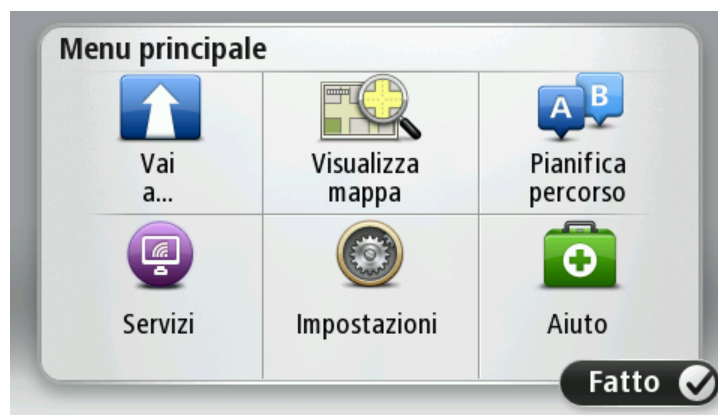 Menu principale
Vai
a...
Visualizza
mappa
A B
Pianifica
percorso
Servizi
Impostazioni
Aiuto
Fatto